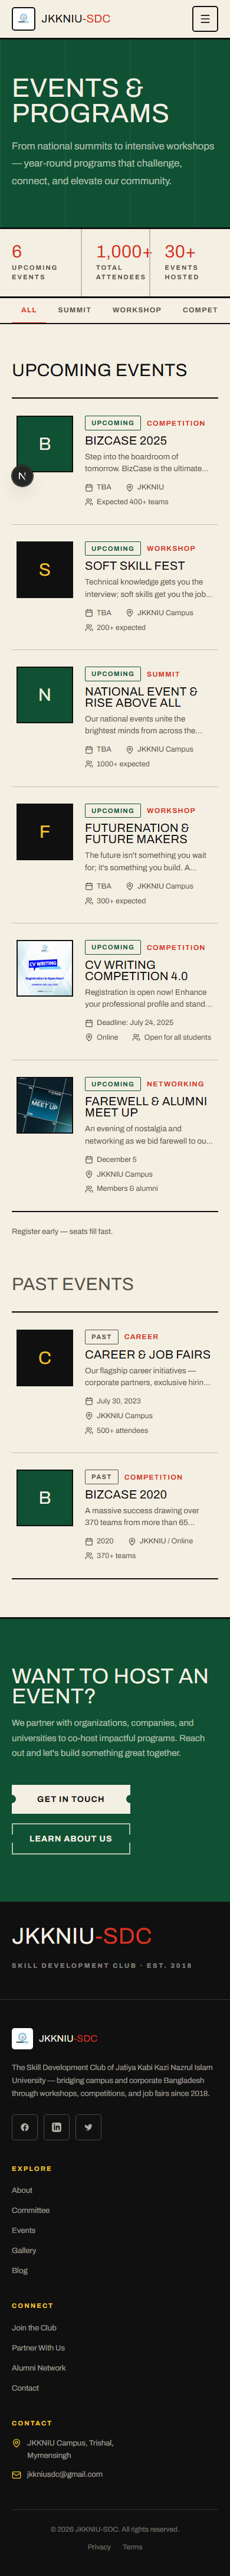 JKKNIU-SDC
EVENTS &
PROGRAMS
From national summits to intensive workshops
— year-round programs that challenge,
connect, and elevate our community.
6
UPCOMING
EVENTS
1,000+
TOTAL
ATTENDEES
30+
EVENTS
HOSTED
ALL SUMMIT WORKSHOP COMPET
UPCOMING EVENTS
B
N
UPCOMING COMPETITION
BIZCASE 2025
Step into the boardroom of
tomorrow. BizCase is the ultimate...
TBA JKKNIU
Expected 400+ teams
S
UPCOMING WORKSHOP
SOFT SKILL FEST
Technical knowledge gets you the
interview; soft skills get you the job...
TBA JKKNIU Campus
200+ expected
N
UPCOMING SUMMIT
NATIONAL EVENT &
RISE ABOVE ALL
Our national events unite the
brightest minds from across the...
TBA JKKNIU Campus
1000+ expected
F
UPCOMING WORKSHOP
FUTURENATION &
FUTURE MAKERS
The future isn't something you wait
for; it's something you build. A...
TBA JKKNIU Campus
300+ expected
CV WRITING
Registration is Open Now!
UPCOMING COMPETITION
CV WRITING
COMPETITION 4.0
Registration is open now! Enhance
your professional profile and stand...
Deadline: July 24, 2025
Online Open for all students
MEET UP
UPCOMING NETWORKING
FAREWELL & ALUMNI
MEET UP
An evening of nostalgia and
networking as we bid farewell to ou...
December 5
JKKNIU Campus
Members & alumni
Register early — seats fill fast.
PAST EVENTS
C
PAST CAREER
CAREER & JOB FAIRS
Our flagship career initiatives —
corporate partners, exclusive hirin...
July 30, 2023
JKKNIU Campus
500+ attendees
B
PAST COMPETITION
BIZCASE 2020
A massive success drawing over
370 teams from more than 65...
2020 JKKNIU / Online
370+ teams
WANT TO HOST AN
EVENT?
We partner with organizations, companies, and
universities to co-host impactful programs. Reach
out and let's build something great together.
GET IN TOUCH
LEARN ABOUT US
JKKNIU-SDC
SKILL DEVELOPMENT CLUB · EST. 2018
JKKNIU-SDC
The Skill Development Club of Jatiya Kabi Kazi Nazrul Islam
University — bridging campus and corporate Bangladesh
through workshops, competitions, and job fairs since 2018.
EXPLORE
About
Committee
Events
Gallery
Blog
CONNECT
Join the Club
Partner With Us
Alumni Network
Contact
CONTACT
JKKNIU Campus, Trishal,
Mymensingh
jkkniusdc@gmail.com
© 2026 JKKNIU-SDC. All rights reserved.
Privacy Terms